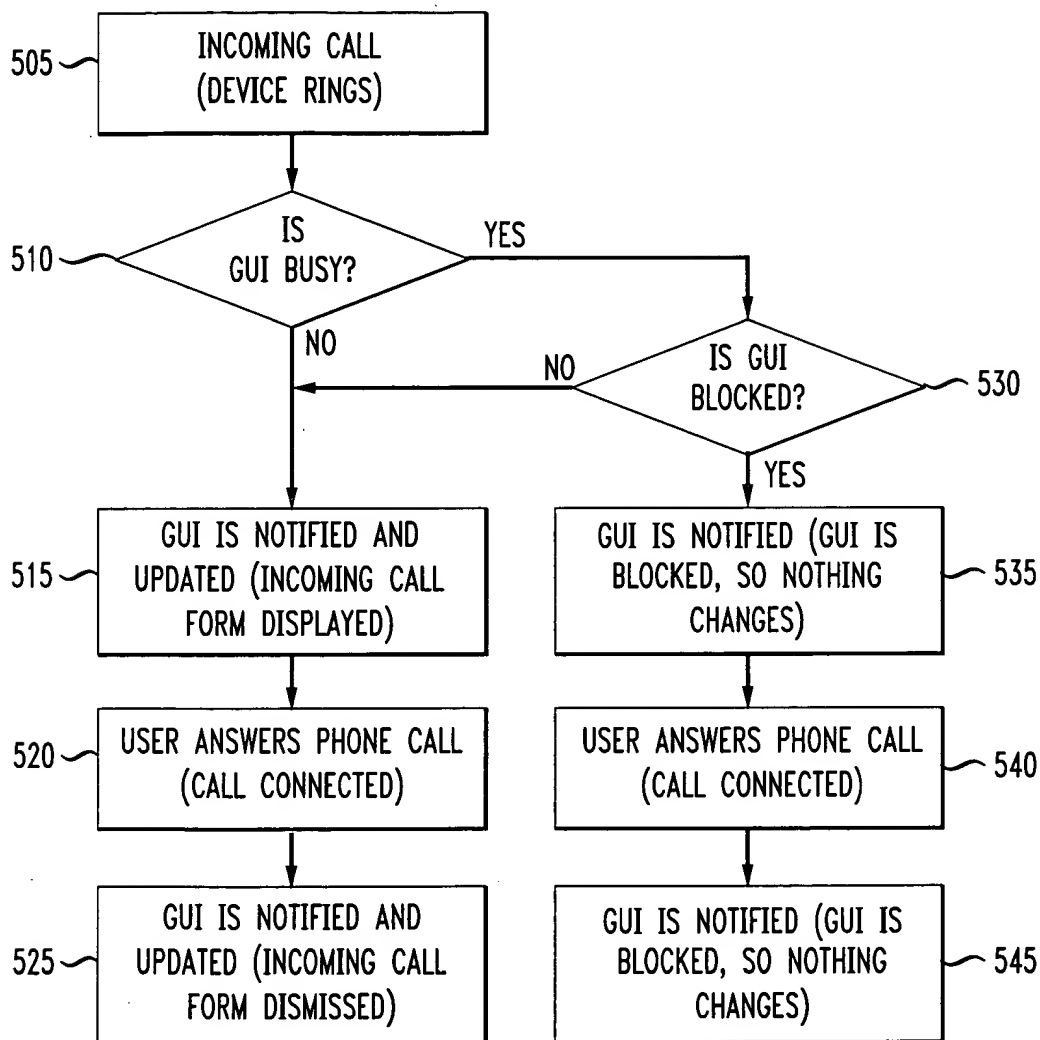 505
INCOMING CALL
(DEVICE RINGS)
510
IS
GUI BUSY?
YES
NO
IS GUI
BLOCKED?
530
NO
YES
515
GUI IS NOTIFIED AND
UPDATED (INCOMING CALL
FORM DISPLAYED)
GUI IS NOTIFIED (GUI IS
BLOCKED, SO NOTHING
CHANGES)
535
520
USER ANSWERS PHONE CALL
(CALL CONNECTED)
USER ANSWERS PHONE CALL
(CALL CONNECTED)
540
525
GUI IS NOTIFIED AND
UPDATED (INCOMING CALL
FORM DISMISSED)
GUI IS NOTIFIED (GUI IS
BLOCKED, SO NOTHING
CHANGES)
545